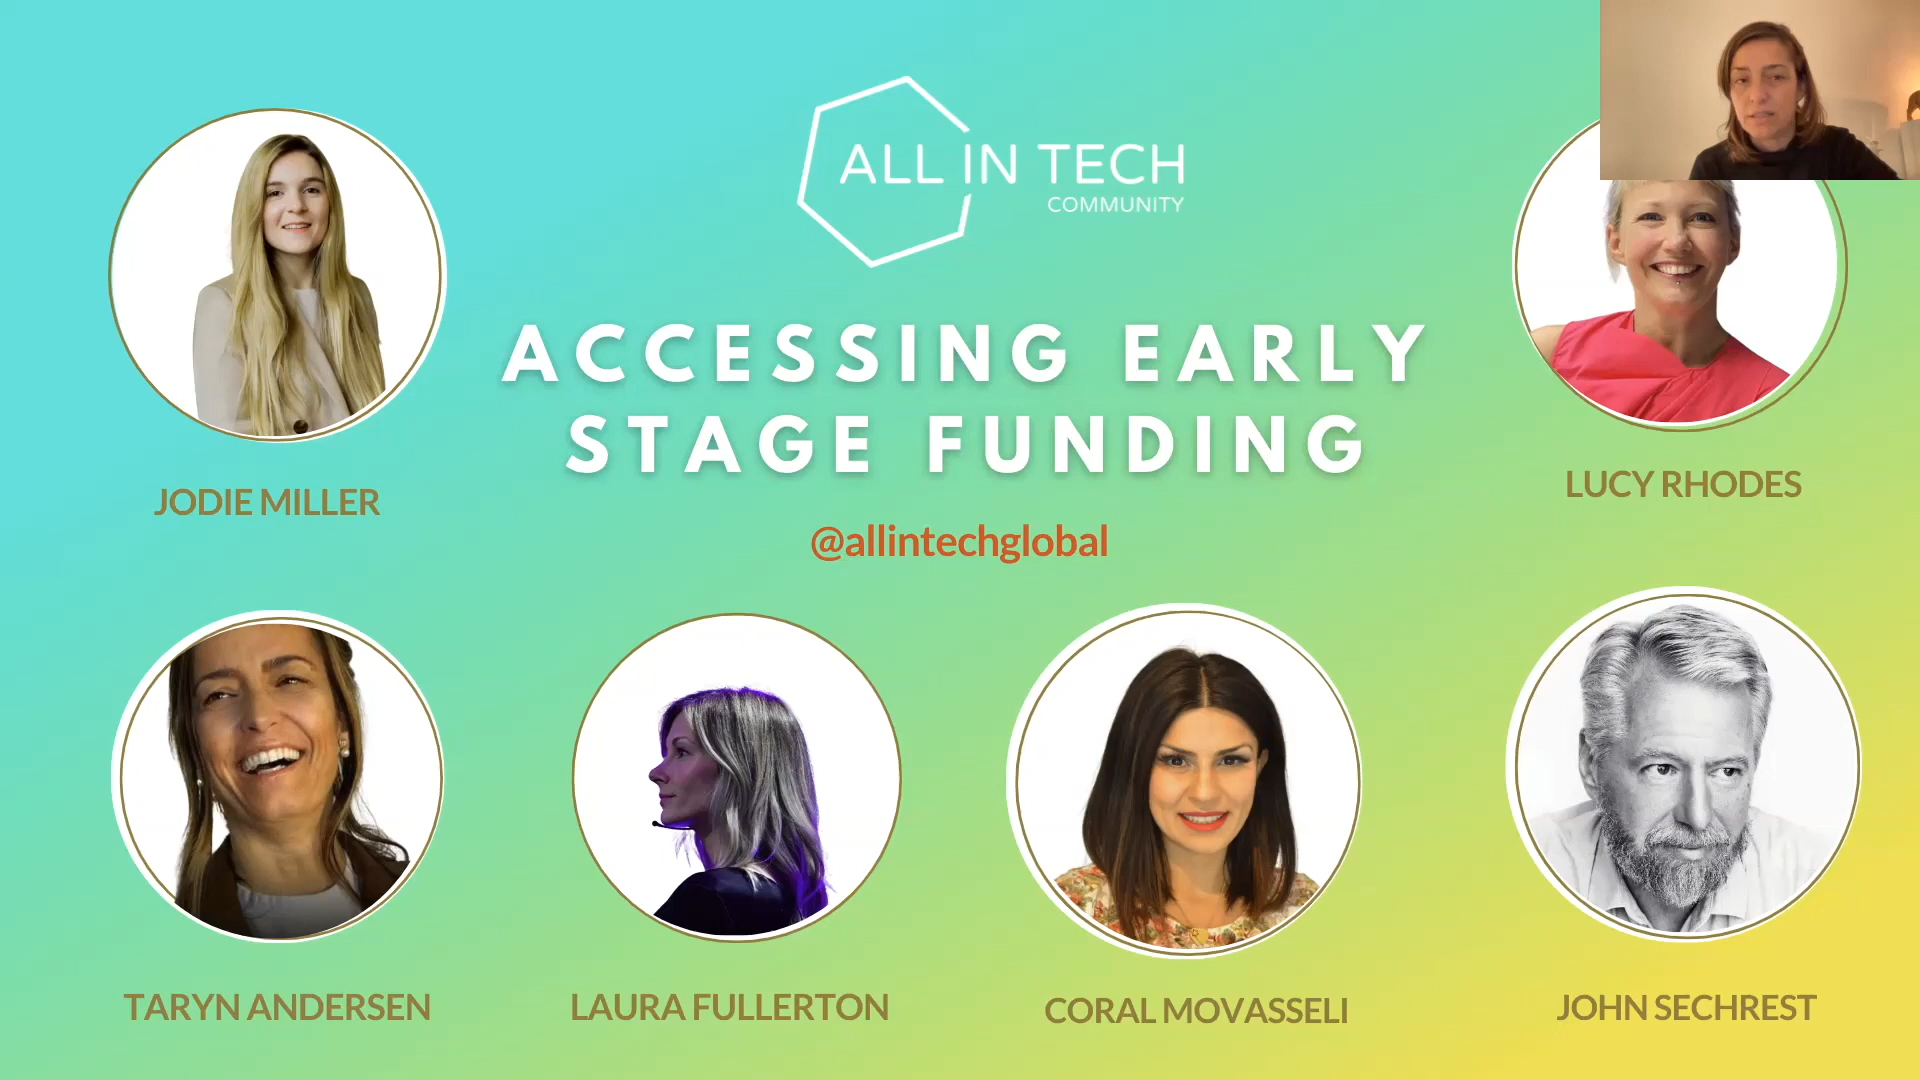 ALL IN TECH
COMMUNITY
ACCESSING EARLY
STAGE FUNDING
@allintechglobal
JODIE MILLER
LUCY RHODES
TARYN ANDERSEN
LAURA FULLERTON
CORAL MOVASSELI
JOHN SECHREST